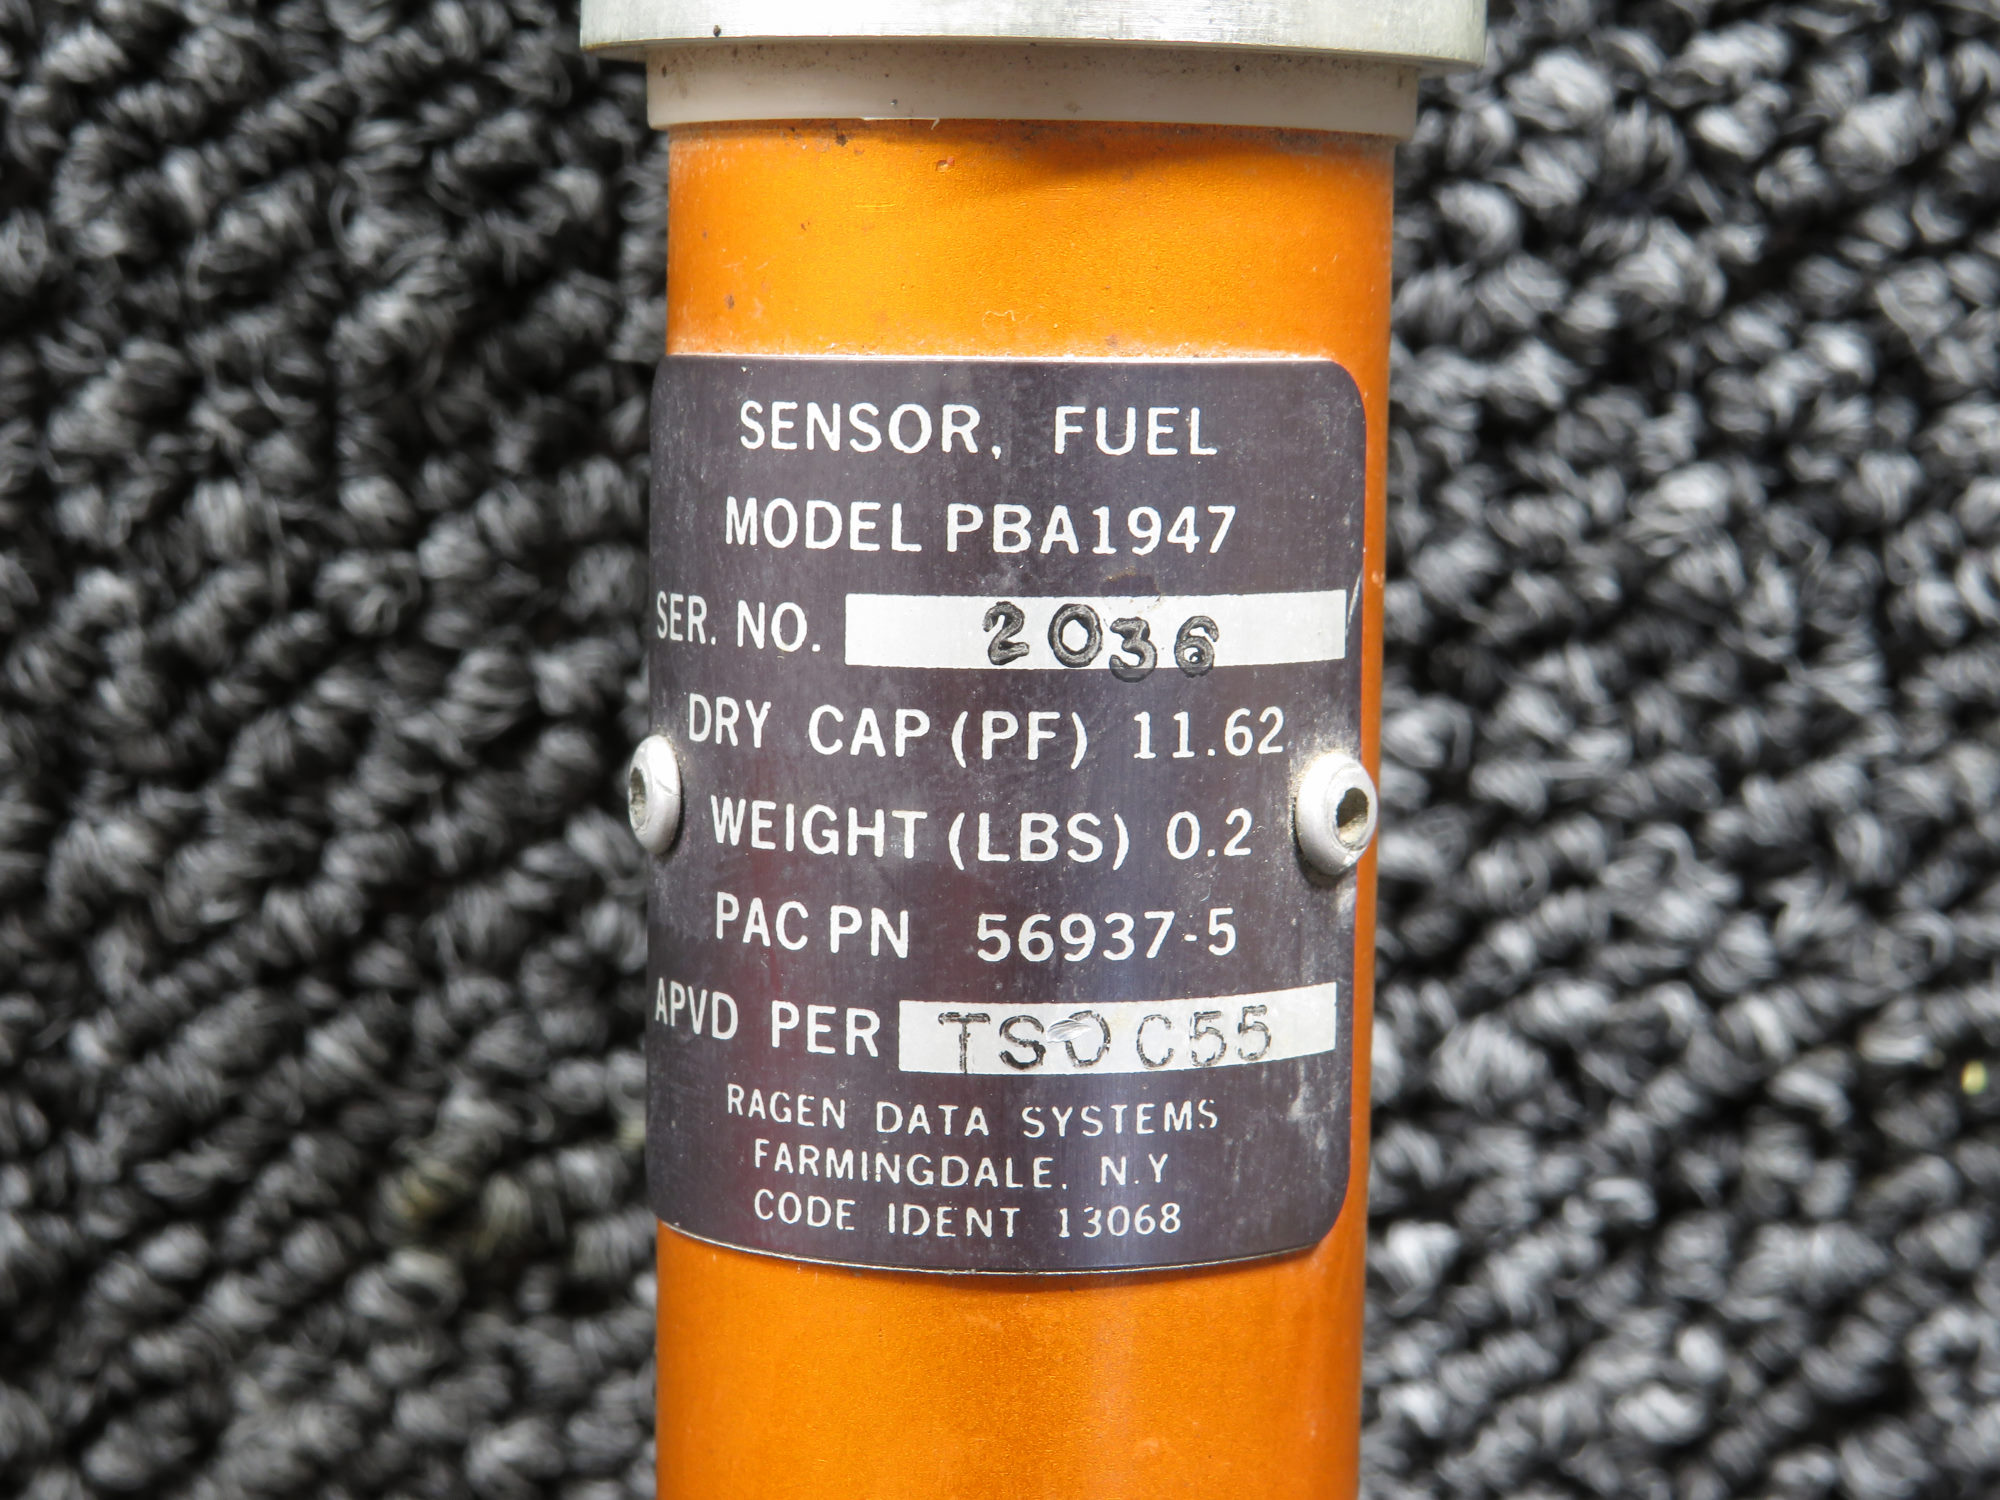 SENSOR, FUEL
MODEL PBA1947
SER. NO. 2036
DRY CAP (PF) 11.62
WEIGHT (LBS) 0.2
PAC PN 56937-5
APVD PER TSO C55
RAGEN DATA SYSTEMS
FARMINGDALE, N.Y
CODE IDENT 13068